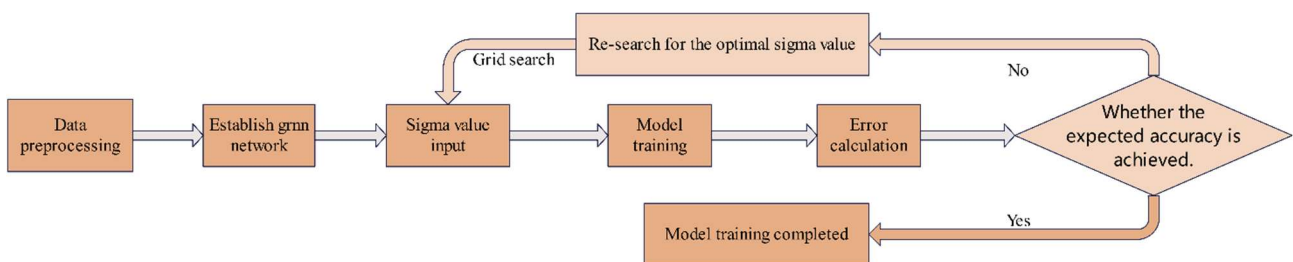 Re-search for the optimal sigma value
Grid search
No
Data
preprocessing
Establish grnn
network
Sigma value
input
Model
training
Error
calculation
Whether the
expected accuracy is
achieved.
Yes
Model training completed